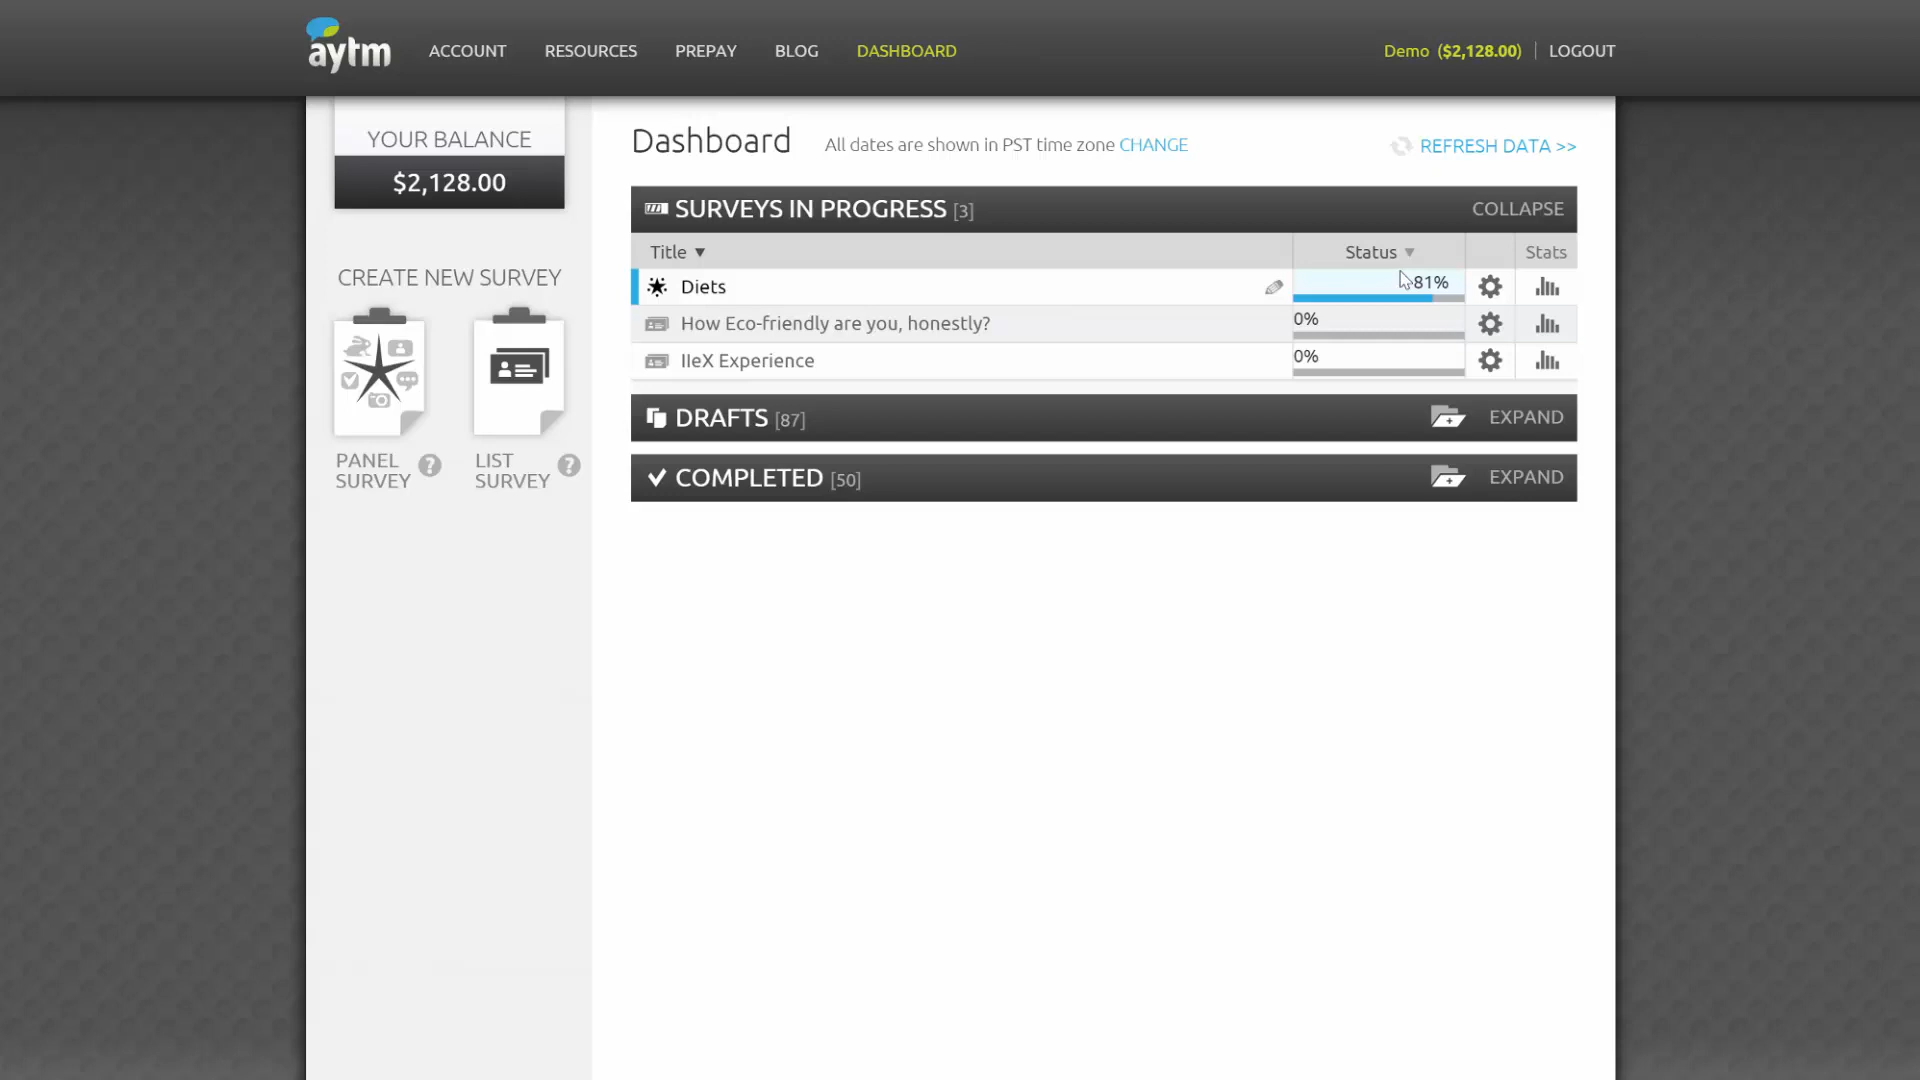 aytm ACCOUNT RESOURCES PREPAY BLOG DASHBOARD Demo ($2,128.00) LOGOUT
YOUR BALANCE
$2,128.00
CREATE NEW SURVEY
PANEL SURVEY ?
LIST SURVEY ?
Dashboard All dates are shown in PST time zone CHANGE REFRESH DATA >>
SURVEYS IN PROGRESS [3] COLLAPSE
Title ▼ Status ▼ Stats
Diets 81%
How Eco-friendly are you, honestly? 0%
IIeX Experience 0%
DRAFTS [87] EXPAND
COMPLETED [50] EXPAND